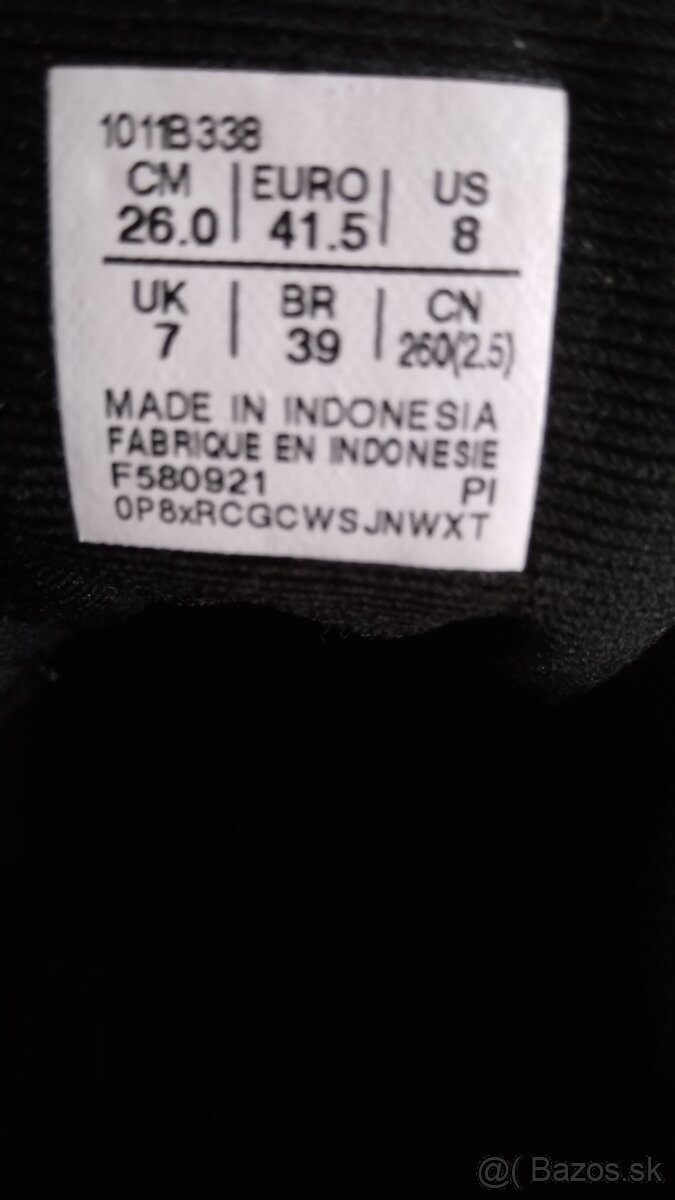 1011B338
CM | EURO | US
26.0 | 41.5 | 8
UK | BR | CN
7 | 39 | 260(2.5)
MADE IN INDONESIA
FABRIQUE EN INDONESIE
F580921 PI
0P8xRCGCWSJNWXT
@( Bazos.sk